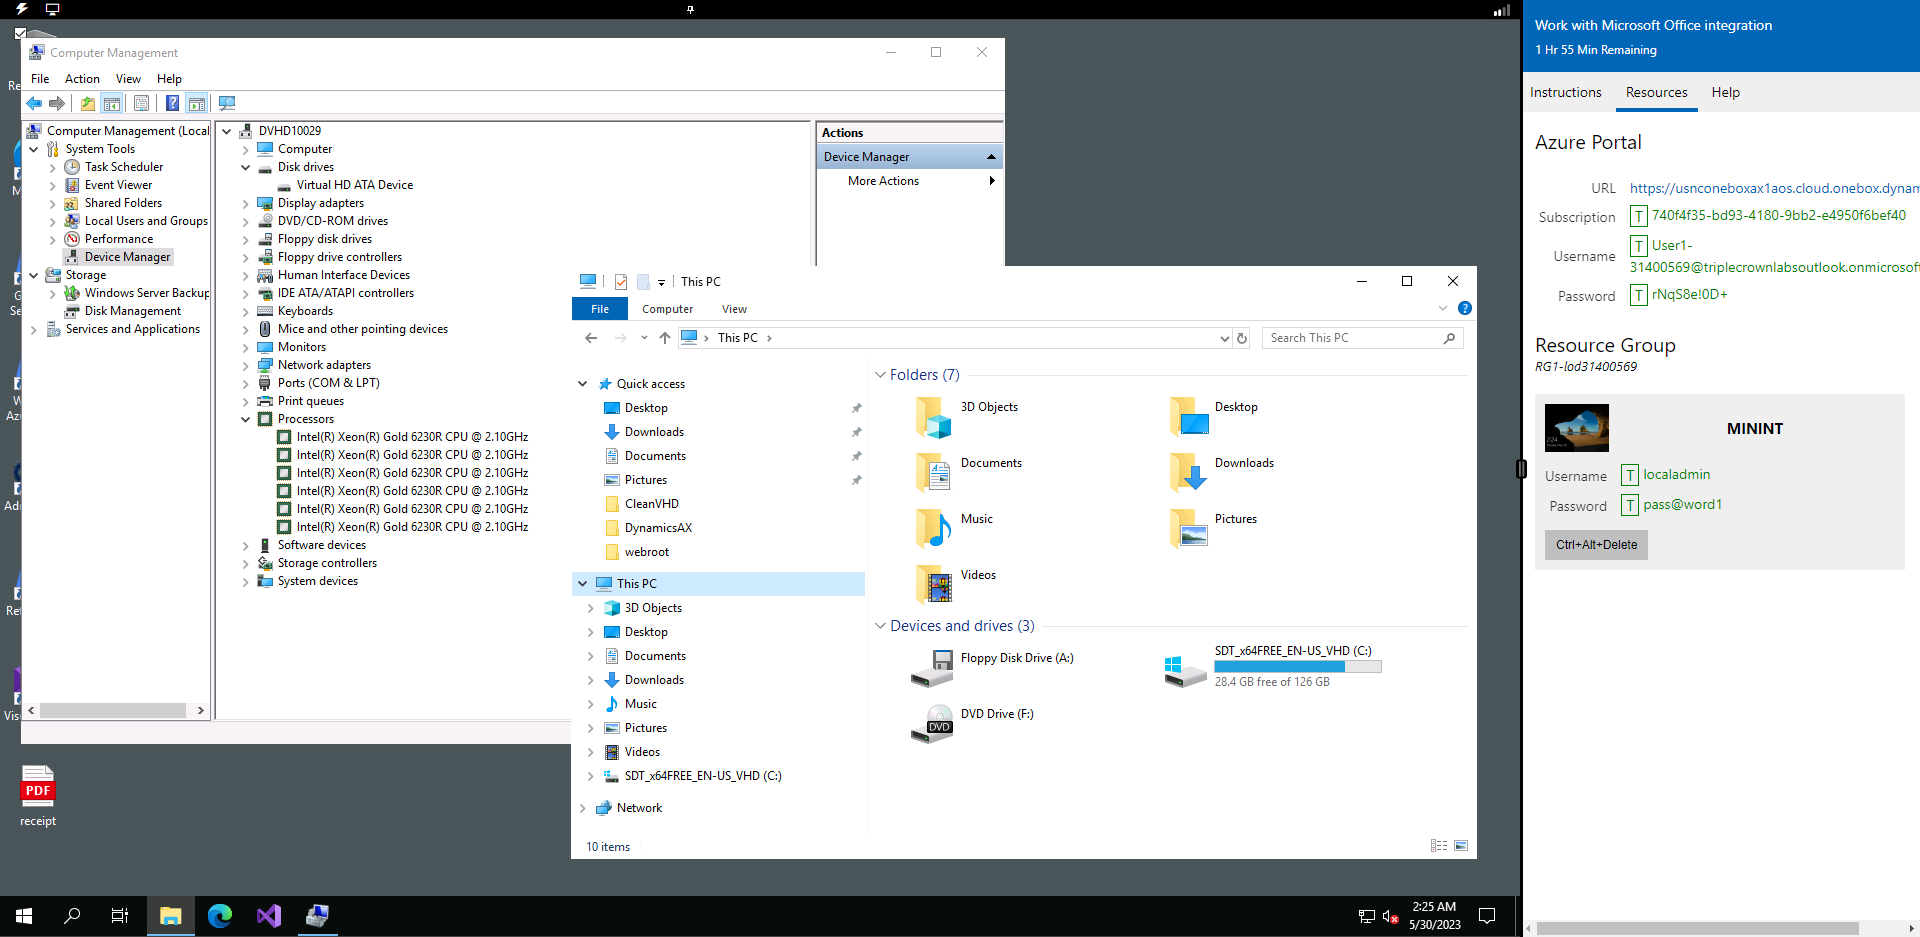 Computer Management
File Action View Help
Computer Management (Local
System Tools
Task Scheduler
Event Viewer
Shared Folders
Local Users and Groups
Performance
Device Manager
Storage
Windows Server Backup
Disk Management
Services and Applications
DVHD10029
Computer
Disk drives
Virtual HD ATA Device
Display adapters
DVD/CD-ROM drives
Floppy disk drives
Floppy drive controllers
Human Interface Devices
IDE ATA/ATAPI controllers
Keyboards
Mice and other pointing devices
Monitors
Network adapters
Ports (COM & LPT)
Print queues
Processors
Intel(R) Xeon(R) Gold 6230R CPU @ 2.10GHz
Intel(R) Xeon(R) Gold 6230R CPU @ 2.10GHz
Intel(R) Xeon(R) Gold 6230R CPU @ 2.10GHz
Intel(R) Xeon(R) Gold 6230R CPU @ 2.10GHz
Intel(R) Xeon(R) Gold 6230R CPU @ 2.10GHz
Intel(R) Xeon(R) Gold 6230R CPU @ 2.10GHz
Software devices
Storage controllers
System devices
Actions
Device Manager
More Actions
This PC
File Computer View
This PC
Search This PC
Quick access
Desktop
Downloads
Documents
Pictures
CleanVHD
DynamicsAX
webroot
This PC
3D Objects
Desktop
Documents
Downloads
Music
Pictures
Videos
SDT_x64FREE_EN-US_VHD (C:)
Network
Folders (7)
3D Objects
Desktop
Documents
Downloads
Music
Pictures
Videos
Devices and drives (3)
Floppy Disk Drive (A:)
SDT_x64FREE_EN-US_VHD (C:)
28.4 GB free of 126 GB
DVD
DVD Drive (F:)
10 items
PDF
receipt
2:25 AM
5/30/2023
Work with Microsoft Office integration
1 Hr 55 Min Remaining
Instructions Resources Help
Azure Portal
URL https://usnconeboxax1aos.cloud.onebox.dynam
Subscription T 740f4f35-bd93-4180-9bb2-e4950f6bef40
Username T User1-
31400569@triplecrownlabsoutlook.onmicrosoft
Password T rNqS8e!0D+
Resource Group
RG1-lod31400569
MININT
Username T localadmin
Password T pass@word1
Ctrl+Alt+Delete